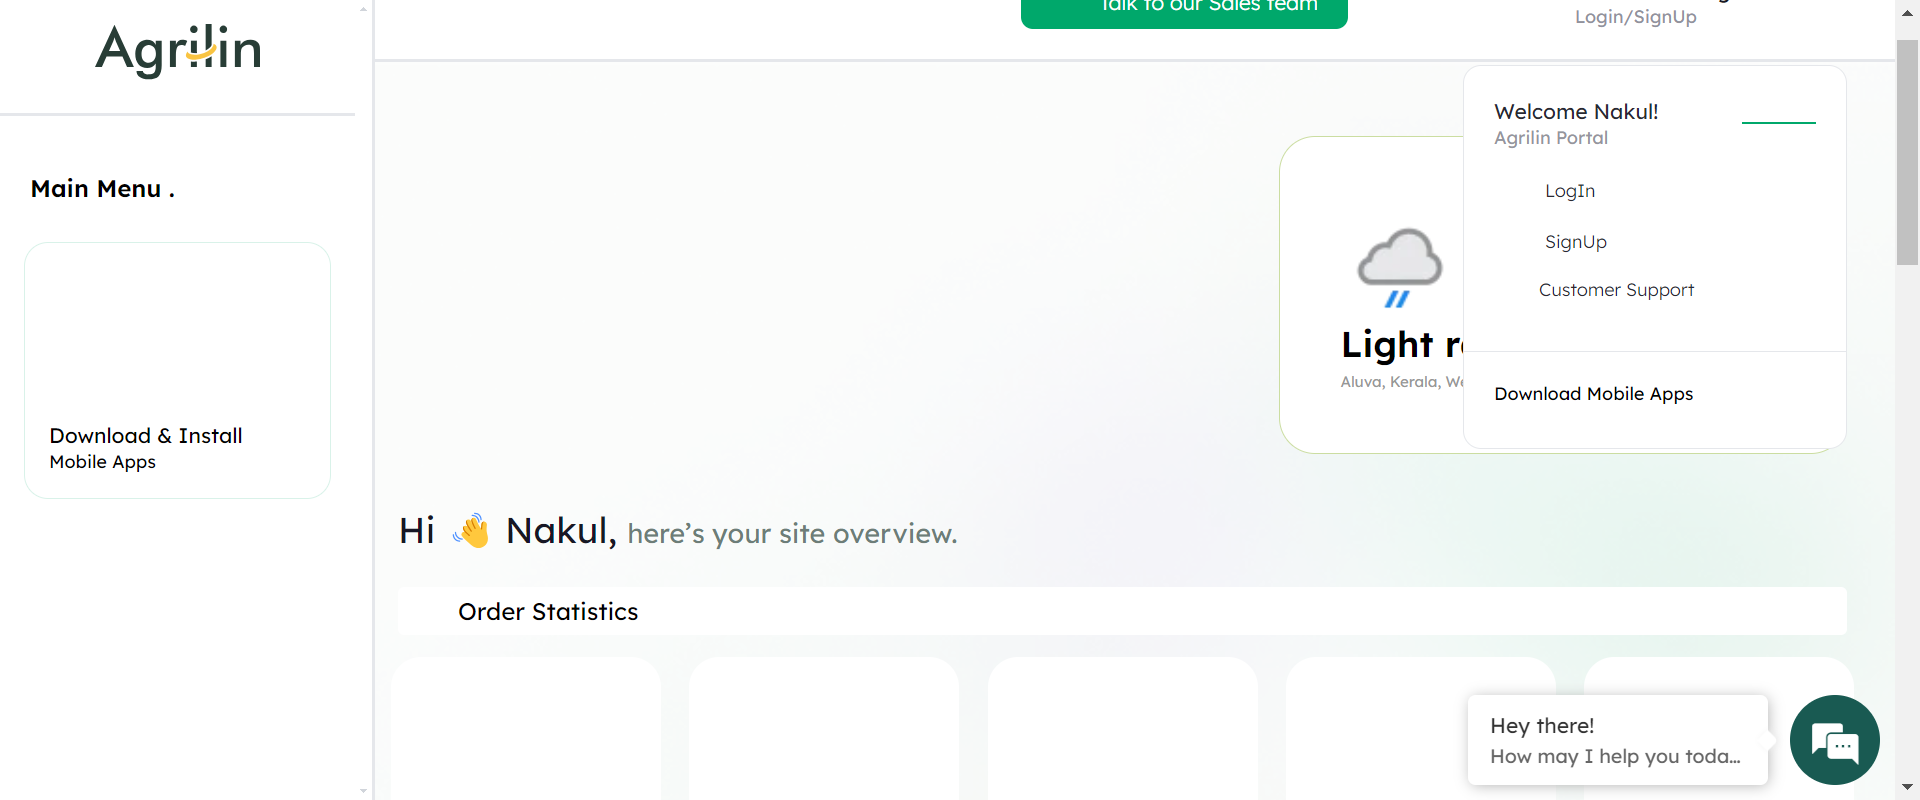 Agrilin
Main Menu .
Download & Install
Mobile Apps
Talk to our Sales team
Login/SignUp
Welcome Nakul!
Agrilin Portal
LogIn
SignUp
Customer Support
Download Mobile Apps
Light
Aluva, Kerala,
Hi 👋 Nakul, here's your site overview.
Order Statistics
Hey there!
How may I help you toda...